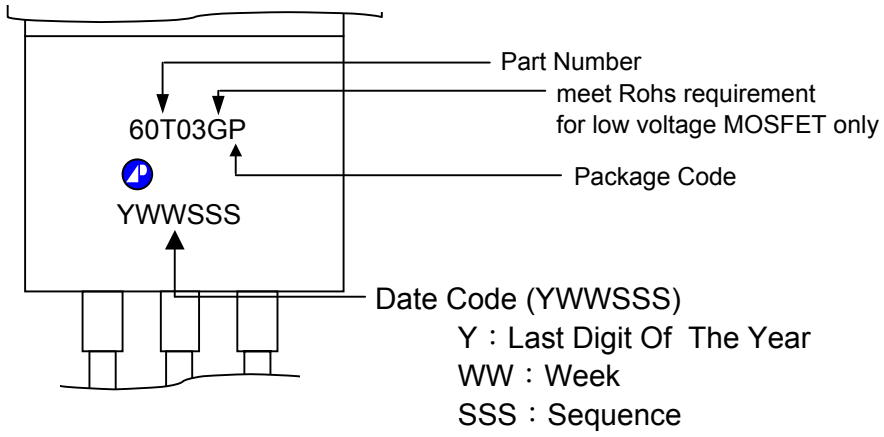 Part Number
meet Rohs requirement
for low voltage MOSFET only
60T03GP
Package Code
YWWSSS
Date Code (YWWSSS)
Y：Last Digit Of The Year
WW：Week
SSS：Sequence